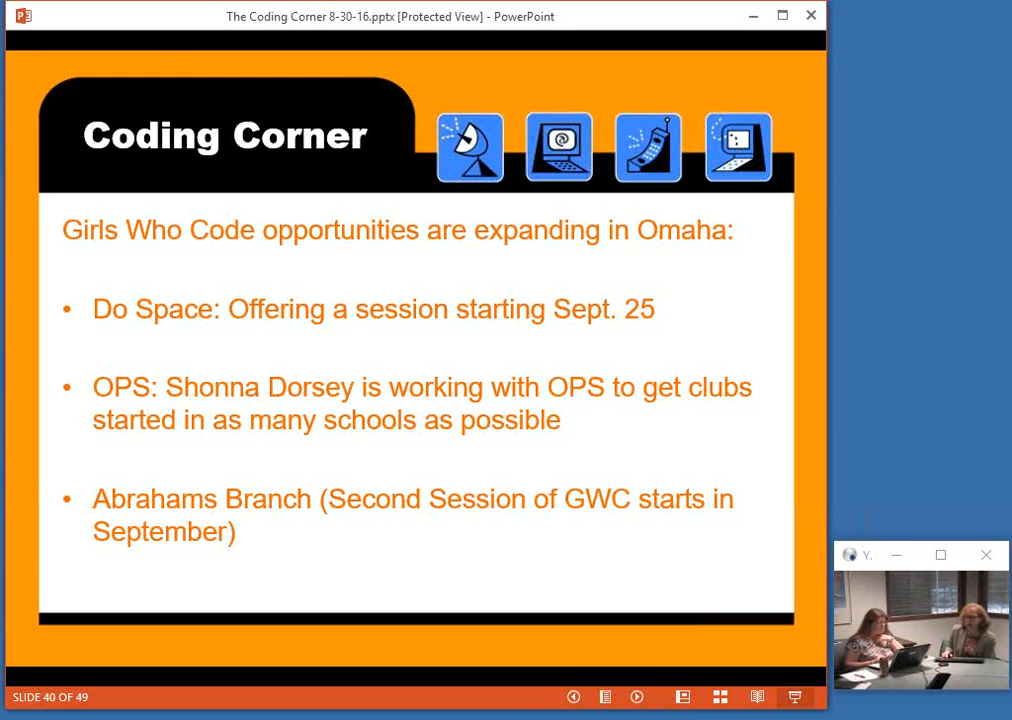 The Coding Corner 8-30-16.pptx [Protected View] - PowerPoint
Coding Corner
Girls Who Code opportunities are expanding in Omaha:
• Do Space: Offering a session starting Sept. 25
• OPS: Shonna Dorsey is working with OPS to get clubs
started in as many schools as possible
• Abrahams Branch (Second Session of GWC starts in
September)
Y.
SLIDE 40 OF 49